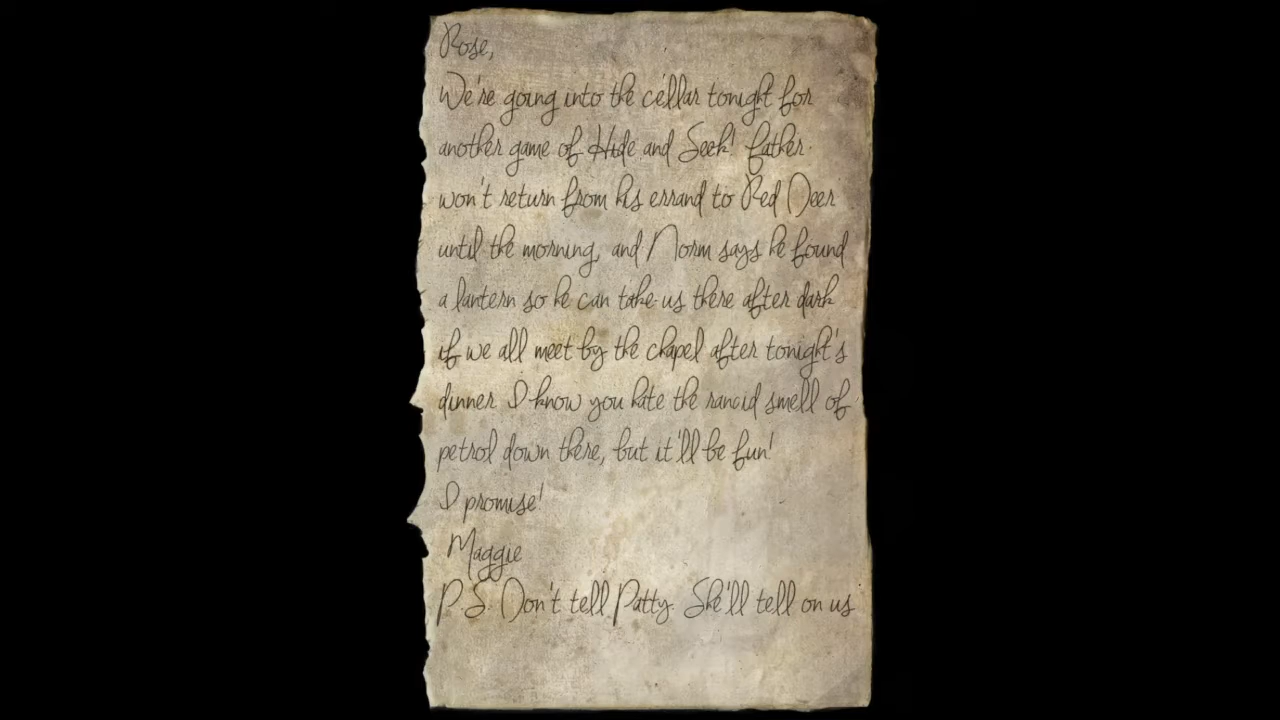 Rose,
We're going into the cellar tonight for
another game of Hide and Seek! Father
won't return from his errand to Red Deer
until the morning, and Norm says he found
a lantern so he can take us there after dark
if we all meet by the chapel after tonight's
dinner. I know you hate the rancid smell of
petrol down there, but it'll be fun!
I promise!
Maggie
P.S. Don't tell Patty. She'll tell on us